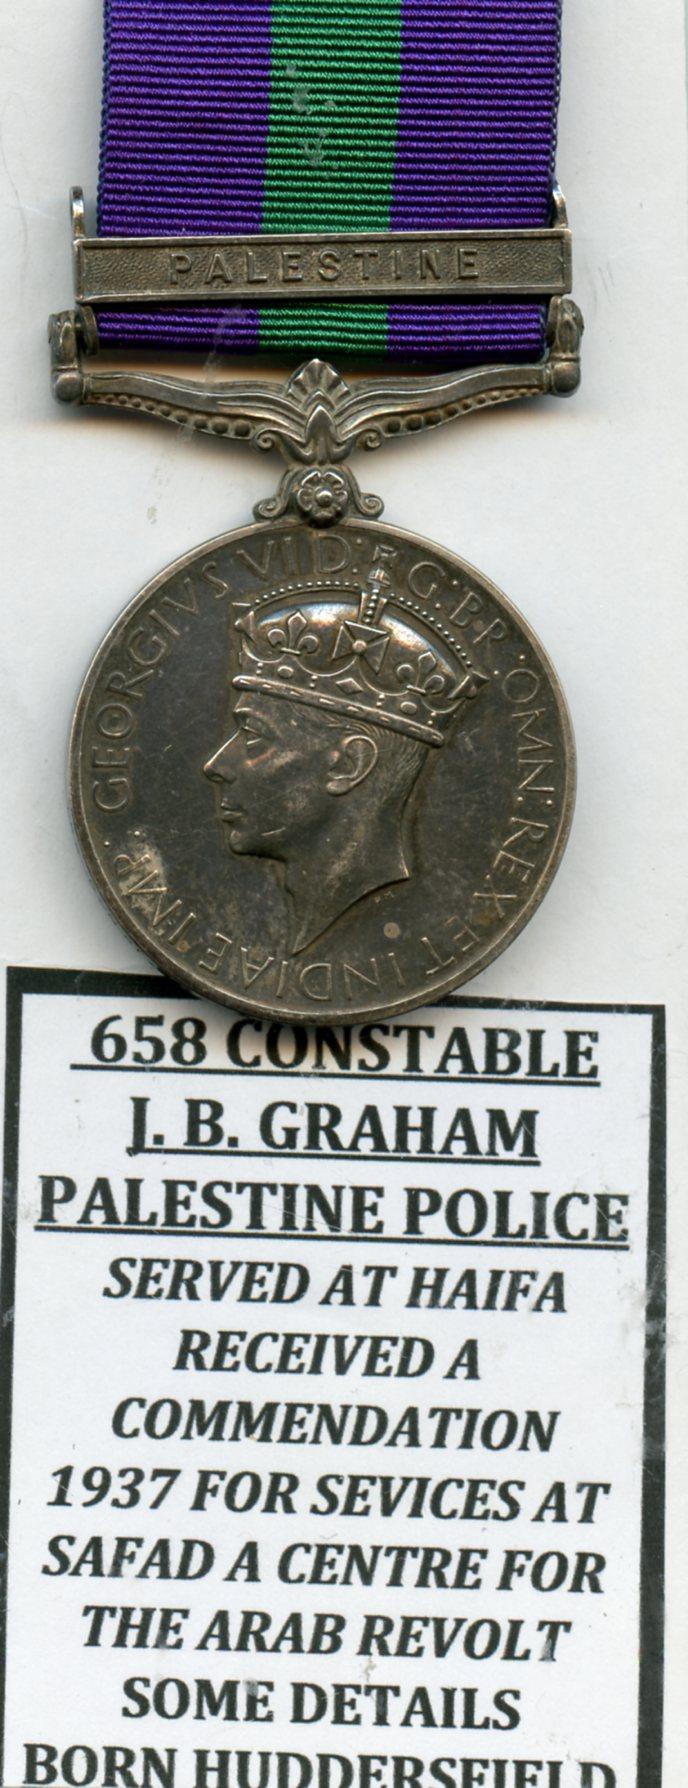 PALESTINE
GEORGIVS VI D: G: BR: OMN: REX ET INDIAE IMP.
658 CONSTABLE
J. B. GRAHAM
PALESTINE POLICE
SERVED AT HAIFA
RECEIVED A
COMMENDATION
1937 FOR SEVICES AT
SAFAD A CENTRE FOR
THE ARAB REVOLT
SOME DETAILS
BORN HUDDERSFIELD